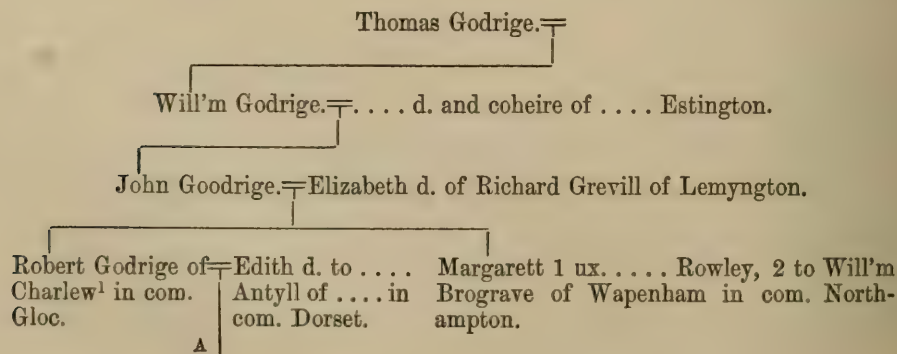 Thomas Godrige.
Will'm Godrige. . . . . d. and coheire of . . . . Estington.
John Goodrige. Elizabeth d. of Richard Grevill of Lemyngton.
Robert Godrige of
Charlew¹ in com.
Gloc.
Edith d. to . . . .
Antyll of . . . . in
com. Dorset.
Margarett 1 ux. . . . . Rowley, 2 to Will'm
Brograve of Wapenham in com. North-
ampton.
A